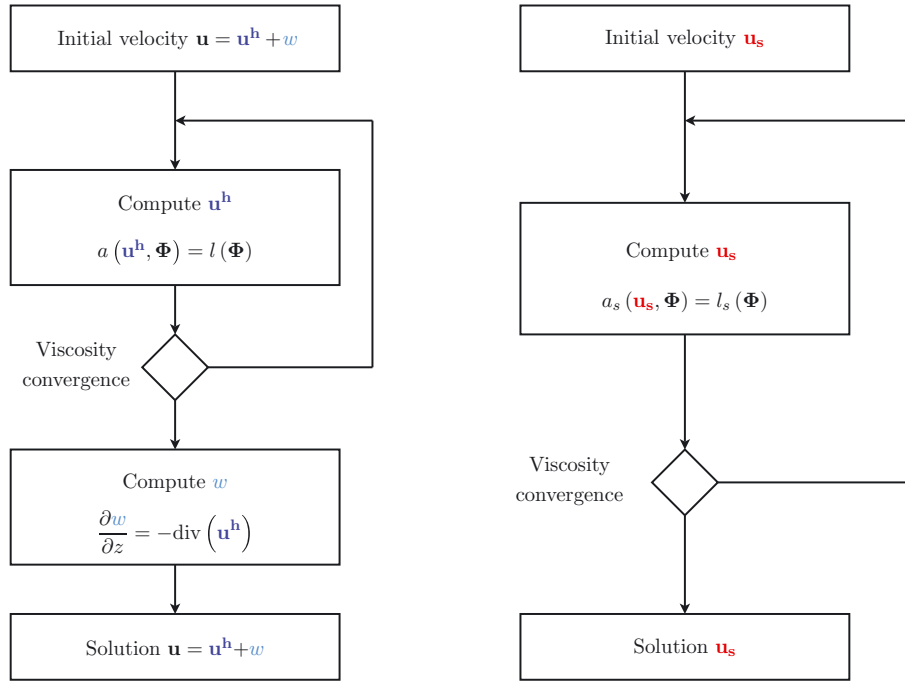 Initial velocity u = u^h + w
Compute u^h
a (u^h, Φ) = l (Φ)
Viscosity
convergence
Compute w
∂w/∂z = −div (u^h)
Solution u = u^h+w
Initial velocity u_s
Compute u_s
a_s (u_s, Φ) = l_s (Φ)
Viscosity
convergence
Solution u_s